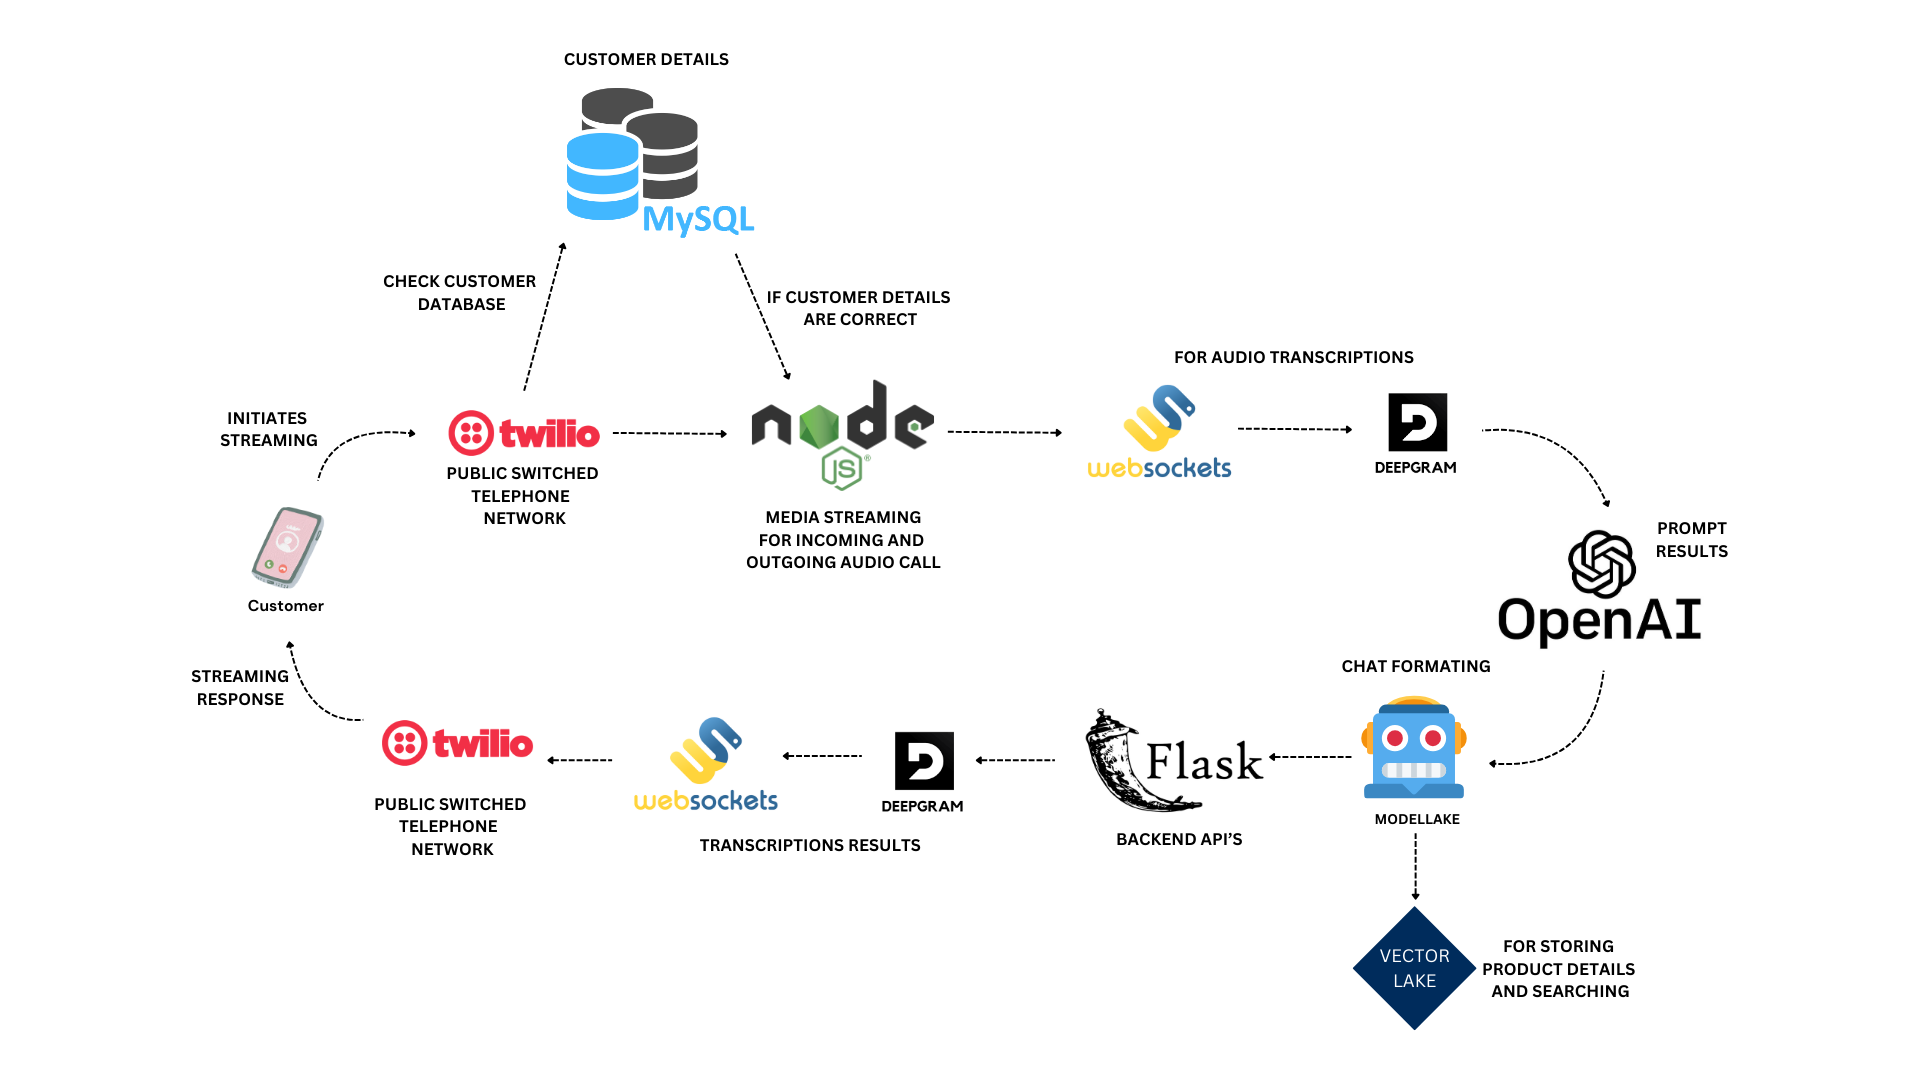 CUSTOMER DETAILS
MySQL
CHECK CUSTOMER
DATABASE
IF CUSTOMER DETAILS
ARE CORRECT
INITIATES
STREAMING
twilio
PUBLIC SWITCHED
TELEPHONE
NETWORK
node
JS®
MEDIA STREAMING
FOR INCOMING AND
OUTGOING AUDIO CALL
FOR AUDIO TRANSCRIPTIONS
websockets
DEEPGRAM
PROMPT
RESULTS
OpenAI
Customer
STREAMING
RESPONSE
twilio
PUBLIC SWITCHED
TELEPHONE
NETWORK
websockets
DEEPGRAM
TRANSCRIPTIONS RESULTS
Flask
BACKEND API’S
CHAT FORMATING
MODELLAKE
VECTOR
LAKE
FOR STORING
PRODUCT DETAILS
AND SEARCHING